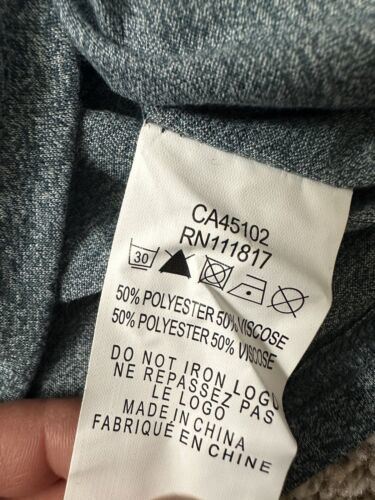 CA45102
RN111817
30
50% POLYESTER 50% VISCOSE
50% POLYESTER 50% VISCOSE
DO NOT IRON LOGO
NE REPASSEZ PAS
LE LOGO
MADE IN CHINA
FABRIQUÉ EN CHINE